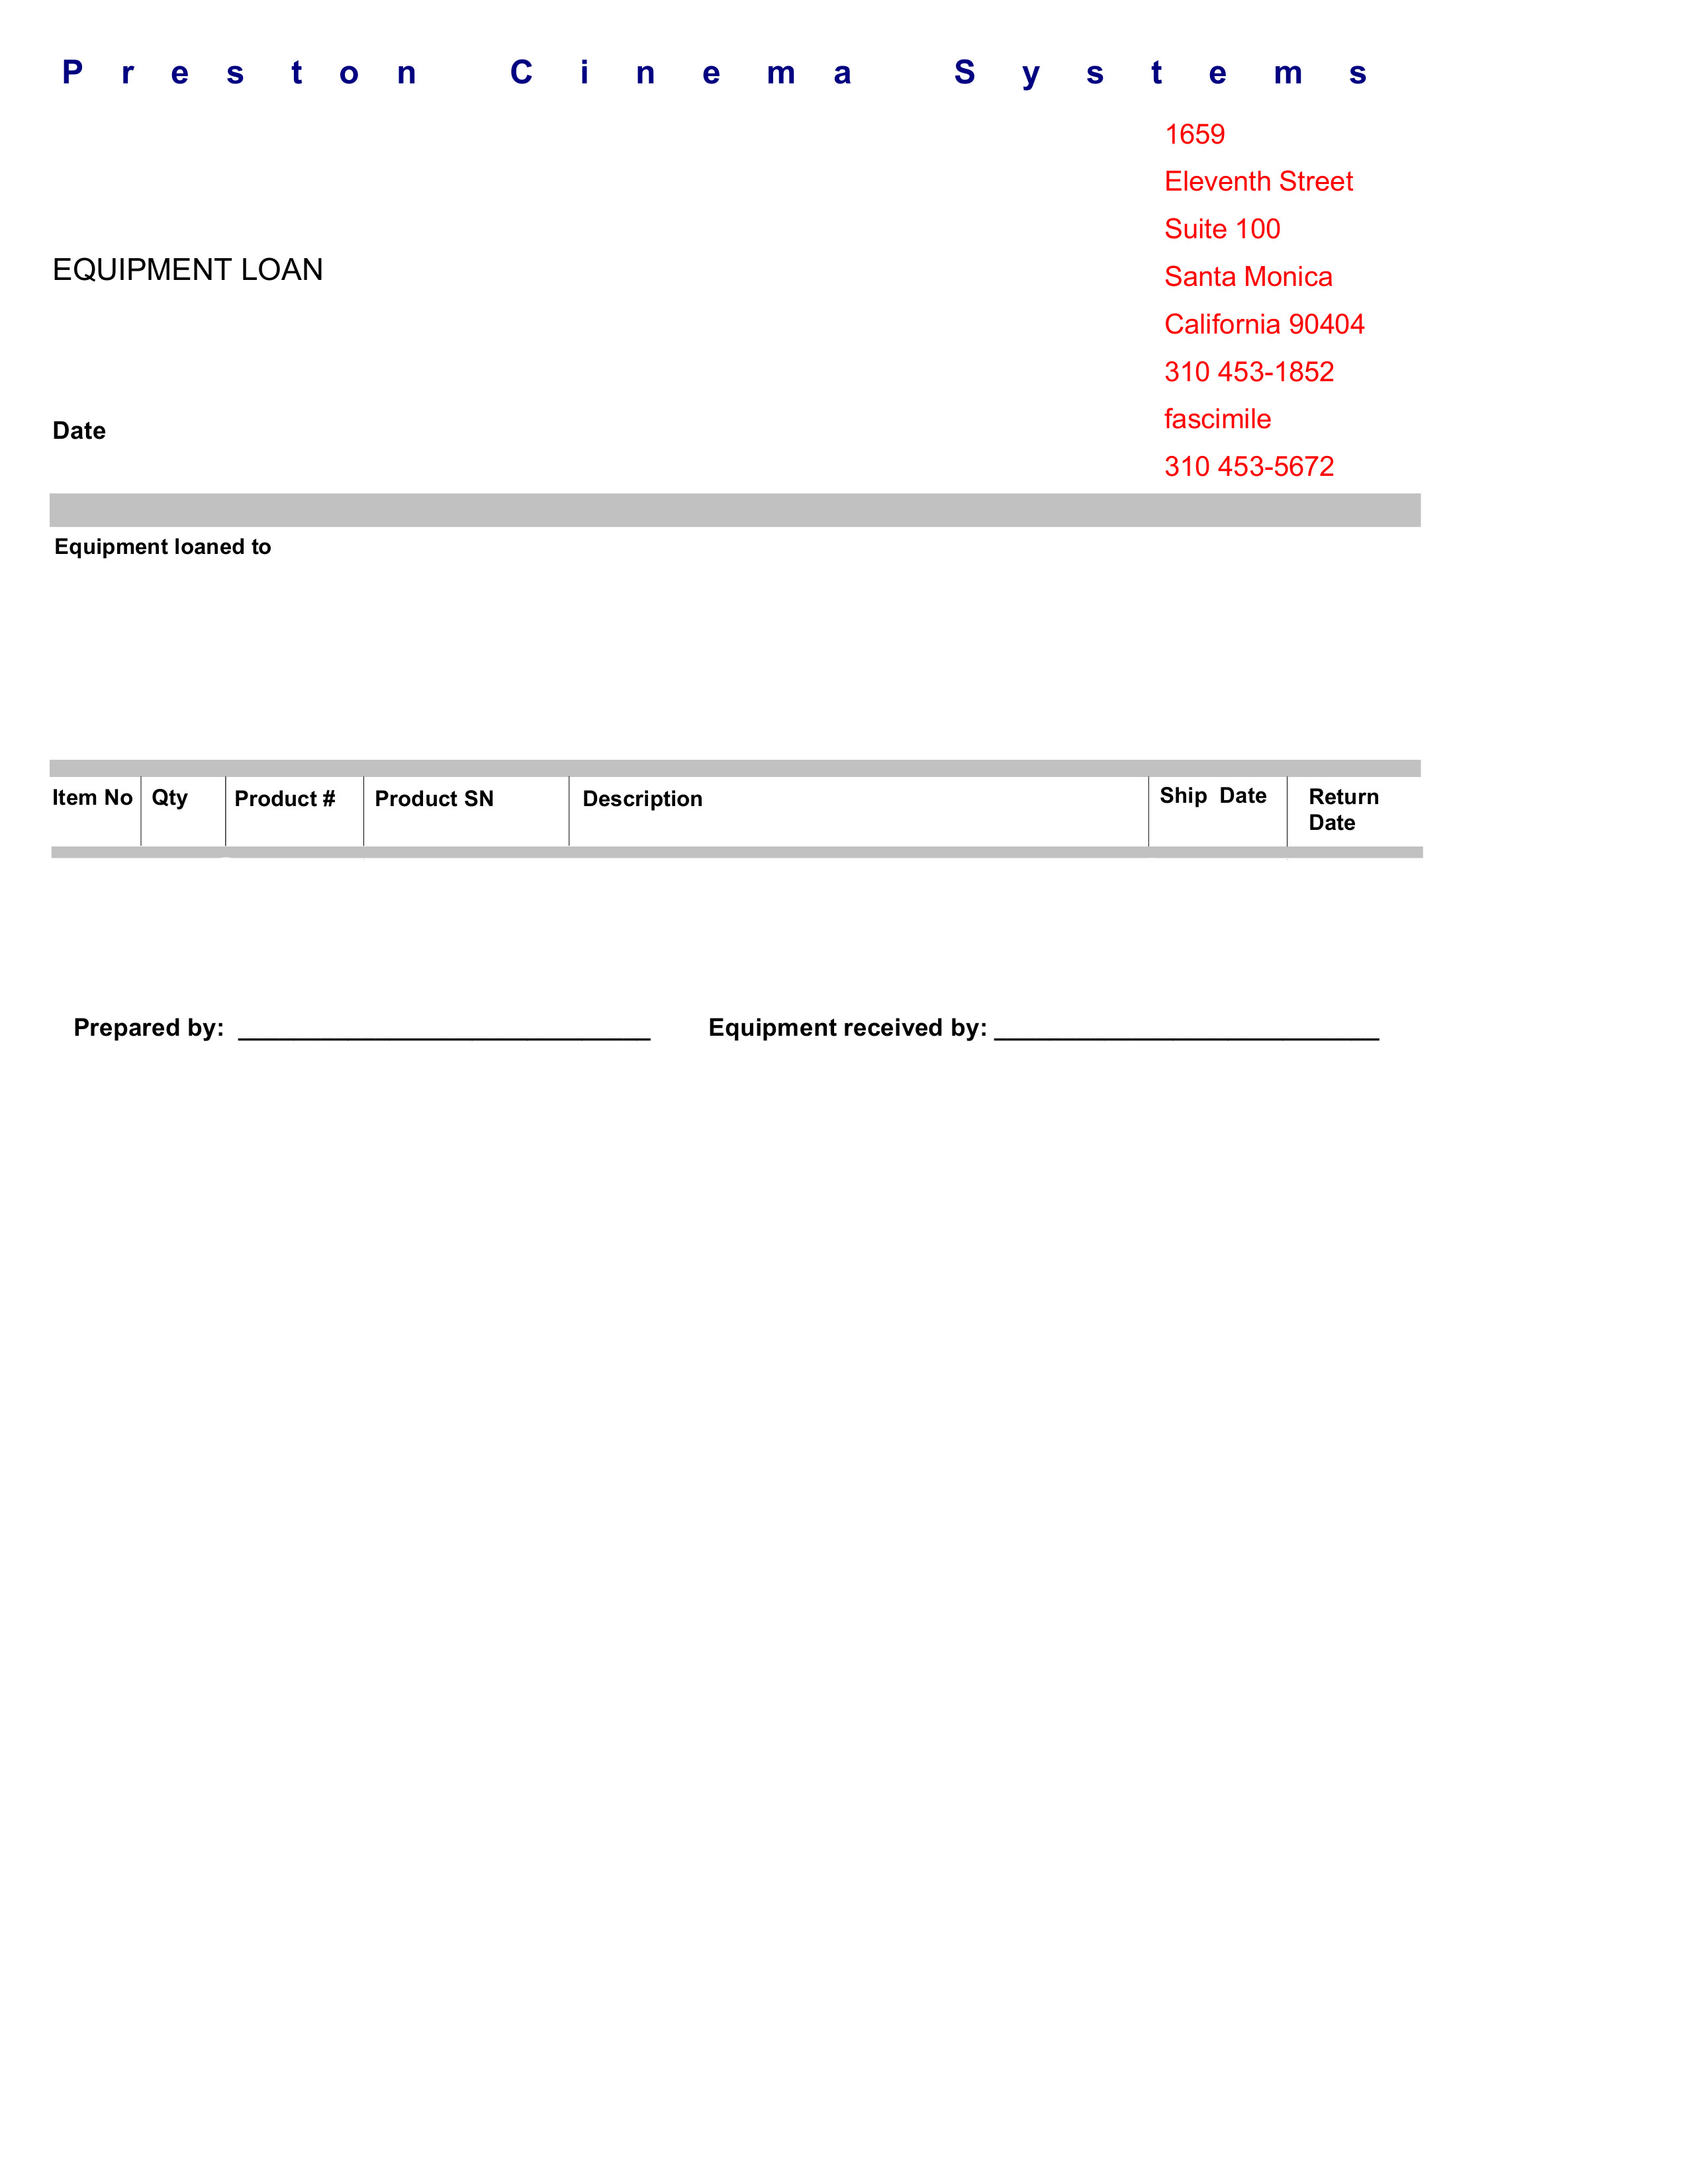 Preston Cinema Systems
1659
Eleventh Street
Suite 100
Santa Monica
California 90404
310 453-1852
fascimile
310 453-5672
EQUIPMENT LOAN
Date
Equipment loaned to
Item No Qty Product # Product SN Description Ship Date Return
Date
Prepared by: ______________________________ Equipment received by: ____________________________